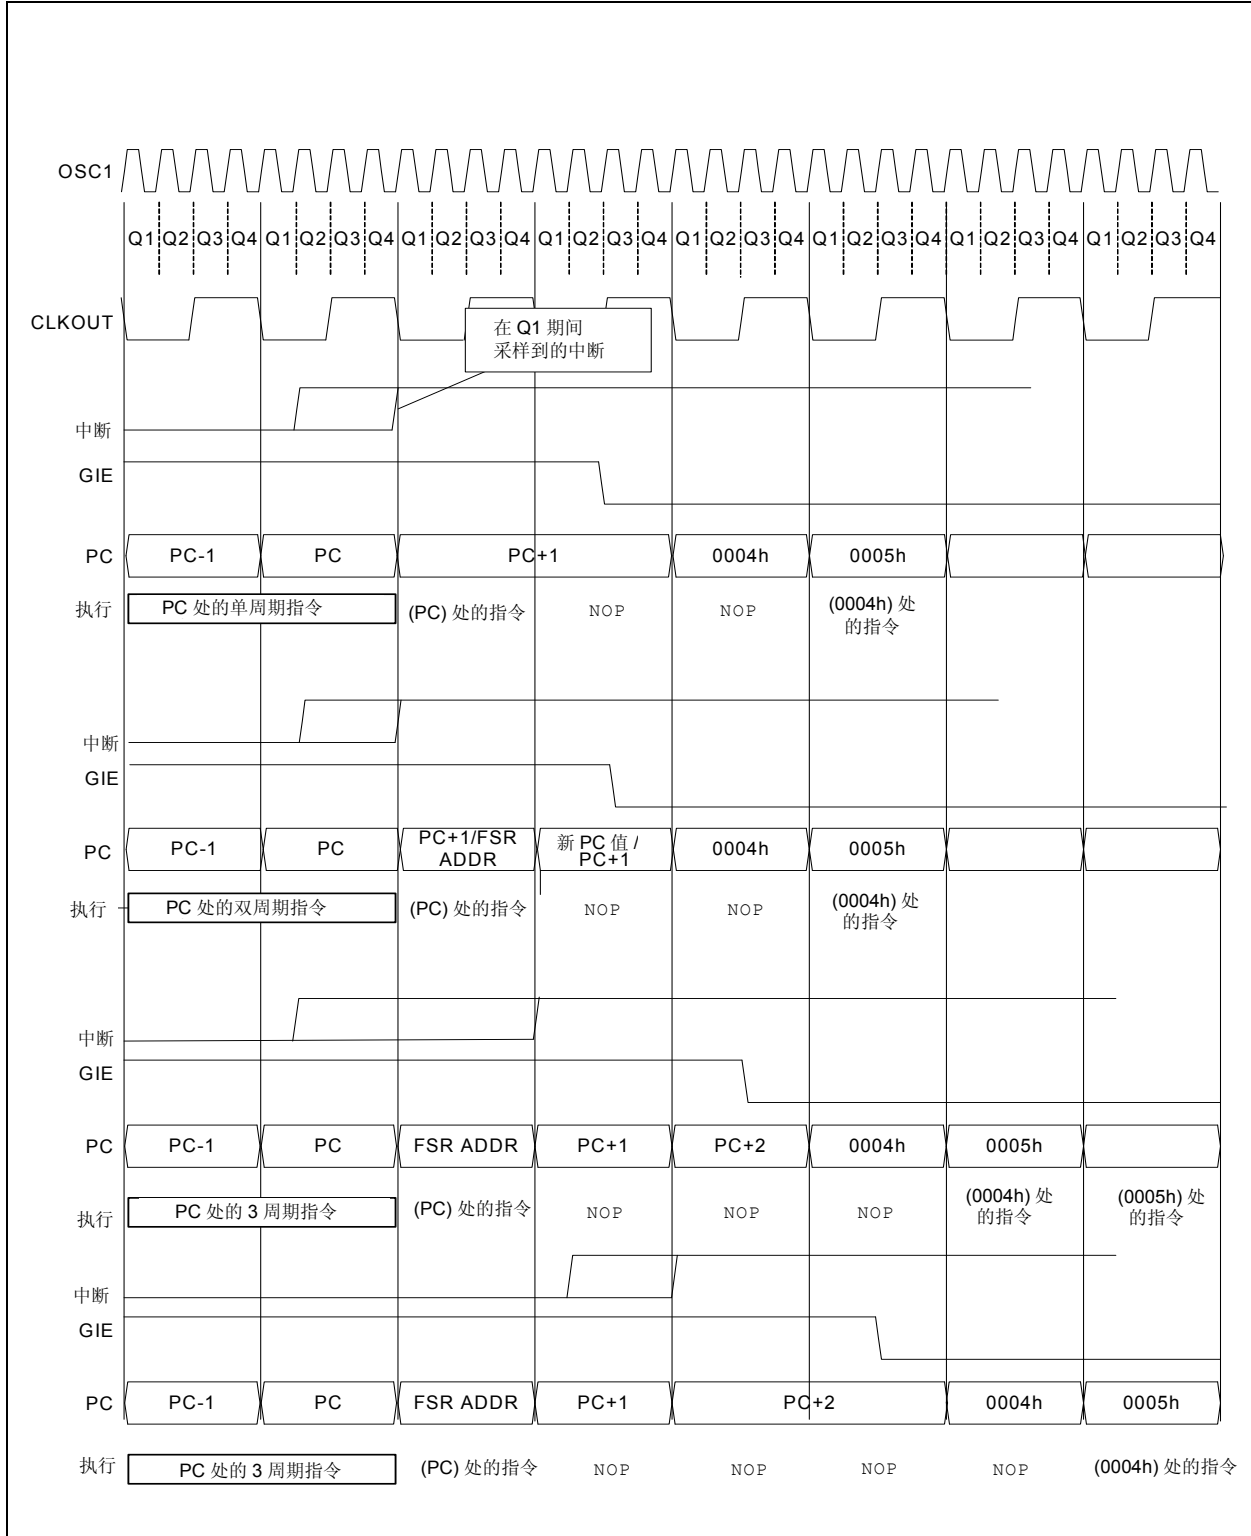 OSC1
Q1 Q2 Q3 Q4 Q1 Q2 Q3 Q4 Q1 Q2 Q3 Q4 Q1 Q2 Q3 Q4 Q1 Q2 Q3 Q4 Q1 Q2 Q3 Q4 Q1 Q2 Q3 Q4 Q1 Q2 Q3 Q4
CLKOUT
在 Q1 期间
采样到的中断
中断
GIE
PC PC-1 PC PC+1 0004h 0005h
执行 PC 处的单周期指令 (PC) 处的指令 NOP NOP (0004h) 处
的指令
中断
GIE
PC PC-1 PC PC+1/FSR
ADDR 新 PC 值 /
PC+1 0004h 0005h
执行 PC 处的双周期指令 (PC) 处的指令 NOP NOP (0004h) 处
的指令
中断
GIE
PC PC-1 PC FSR ADDR PC+1 PC+2 0004h 0005h
执行 PC 处的 3 周期指令 (PC) 处的指令 NOP NOP NOP (0004h) 处
的指令 (0005h) 处
的指令
中断
GIE
PC PC-1 PC FSR ADDR PC+1 PC+2 0004h 0005h
执行 PC 处的 3 周期指令 (PC) 处的指令 NOP NOP NOP NOP (0004h) 处的指令